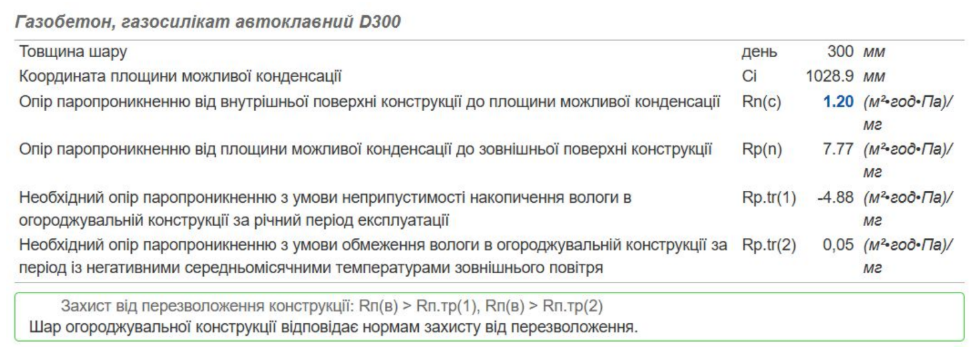 Газобетон, газосилікат автоклавний D300
Товщина шару день 300 мм
Координата площини можливої конденсації Ci 1028.9 мм
Опір паропроникненню від внутрішньої поверхні конструкції до площини можливої конденсації Rn(c) 1.20 (м²•год•Па)/
мг
Опір паропроникненню від площини можливої конденсації до зовнішньої поверхні конструкції Rp(n) 7.77 (м²•год•Па)/
мг
Необхідний опір паропроникненню з умови неприпустимості накопичення вологи в Rp.tr(1) -4.88 (м²•год•Па)/
огороджувальній конструкції за річний період експлуатації мг
Необхідний опір паропроникненню з умови обмеження вологи в огороджувальній конструкції за Rp.tr(2) 0,05 (м²•год•Па)/
період із негативними середньомісячними температурами зовнішнього повітря мг
Захист від перезволоження конструкції: Rп(в) > Rп.тр(1), Rп(в) > Rп.тр(2)
Шар огороджувальної конструкції відповідає нормам захисту від перезволоження.